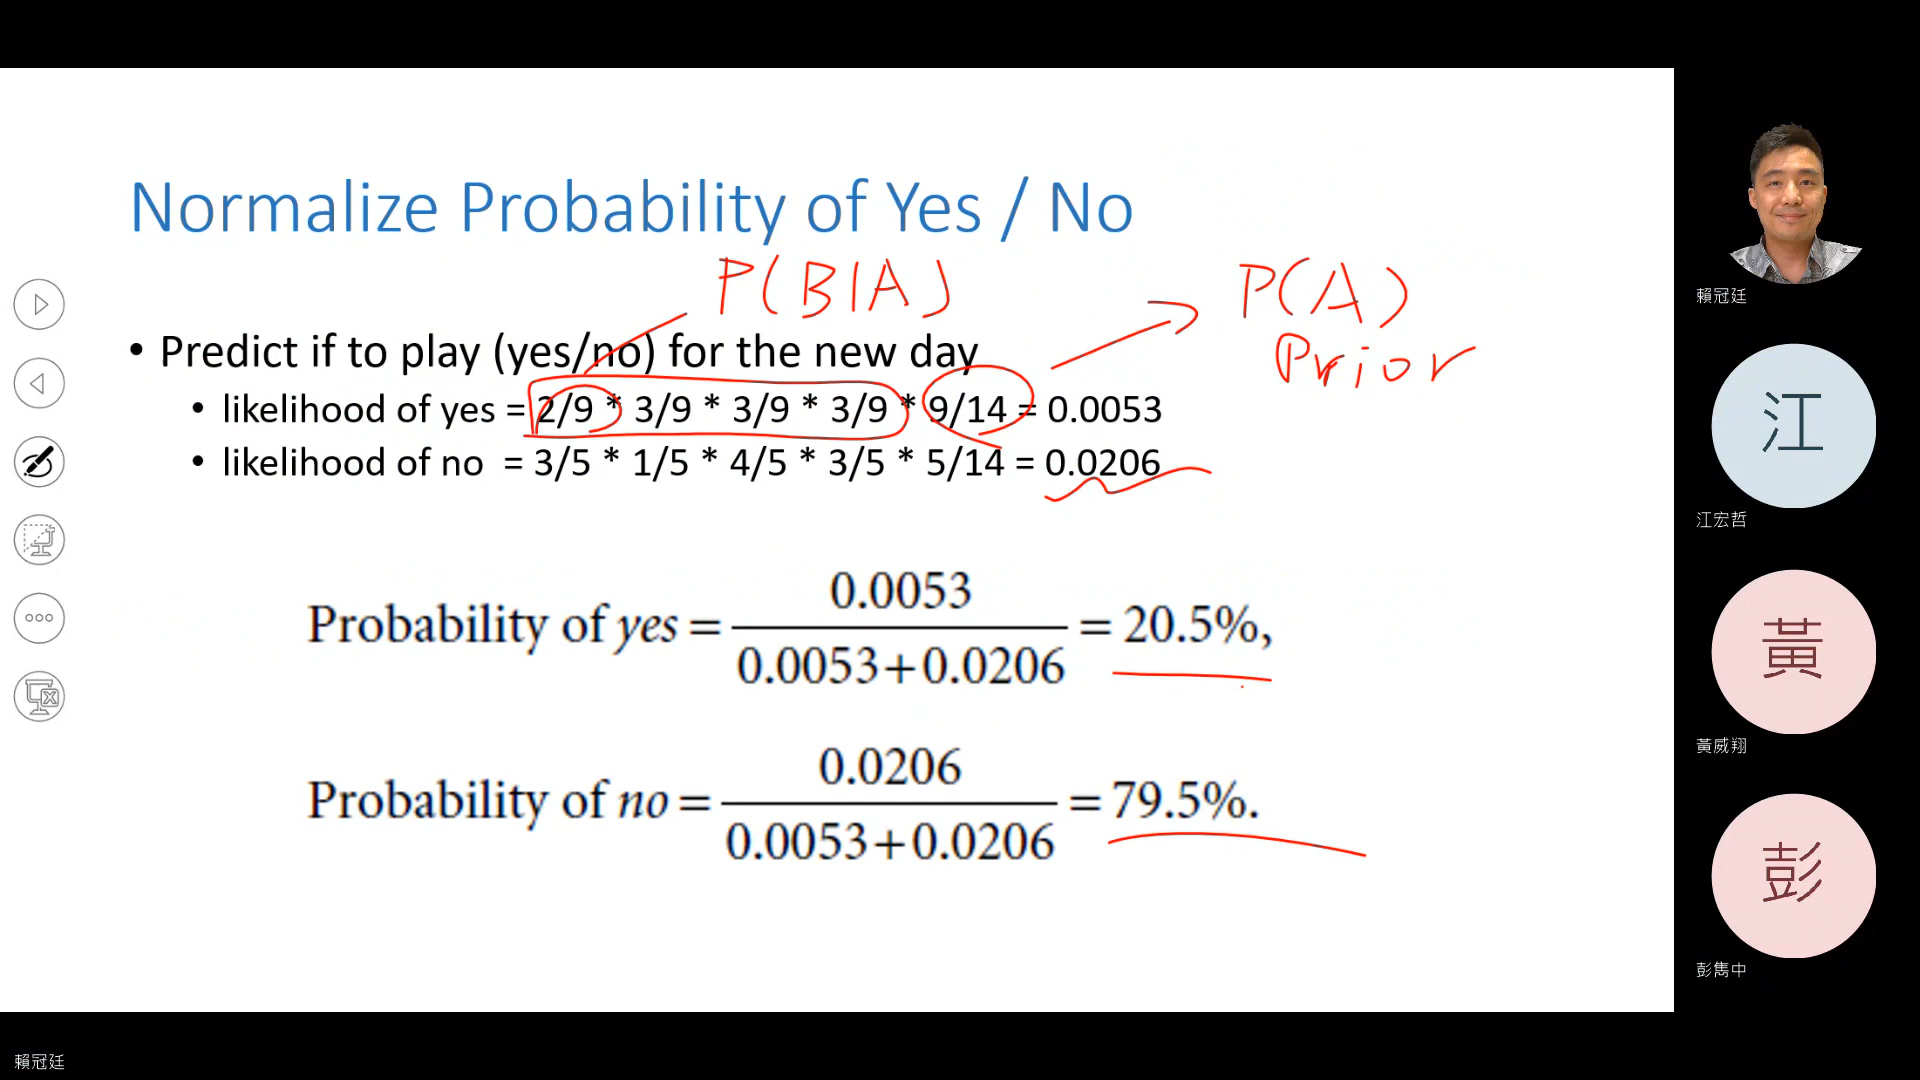 Normalize Probability of Yes / No
P(B|A)
P(A)
Prior
• Predict if to play (yes/no) for the new day
• likelihood of yes = 2/9 * 3/9 * 3/9 * 3/9 * 9/14 = 0.0053
• likelihood of no = 3/5 * 1/5 * 4/5 * 3/5 * 5/14 = 0.0206
Probability of yes = 0.0053 / 0.0053+0.0206 = 20.5%,
Probability of no = 0.0206 / 0.0053+0.0206 = 79.5%.
賴冠廷
江
江宏哲
黃
黃威翔
彭
彭雋中
賴冠廷